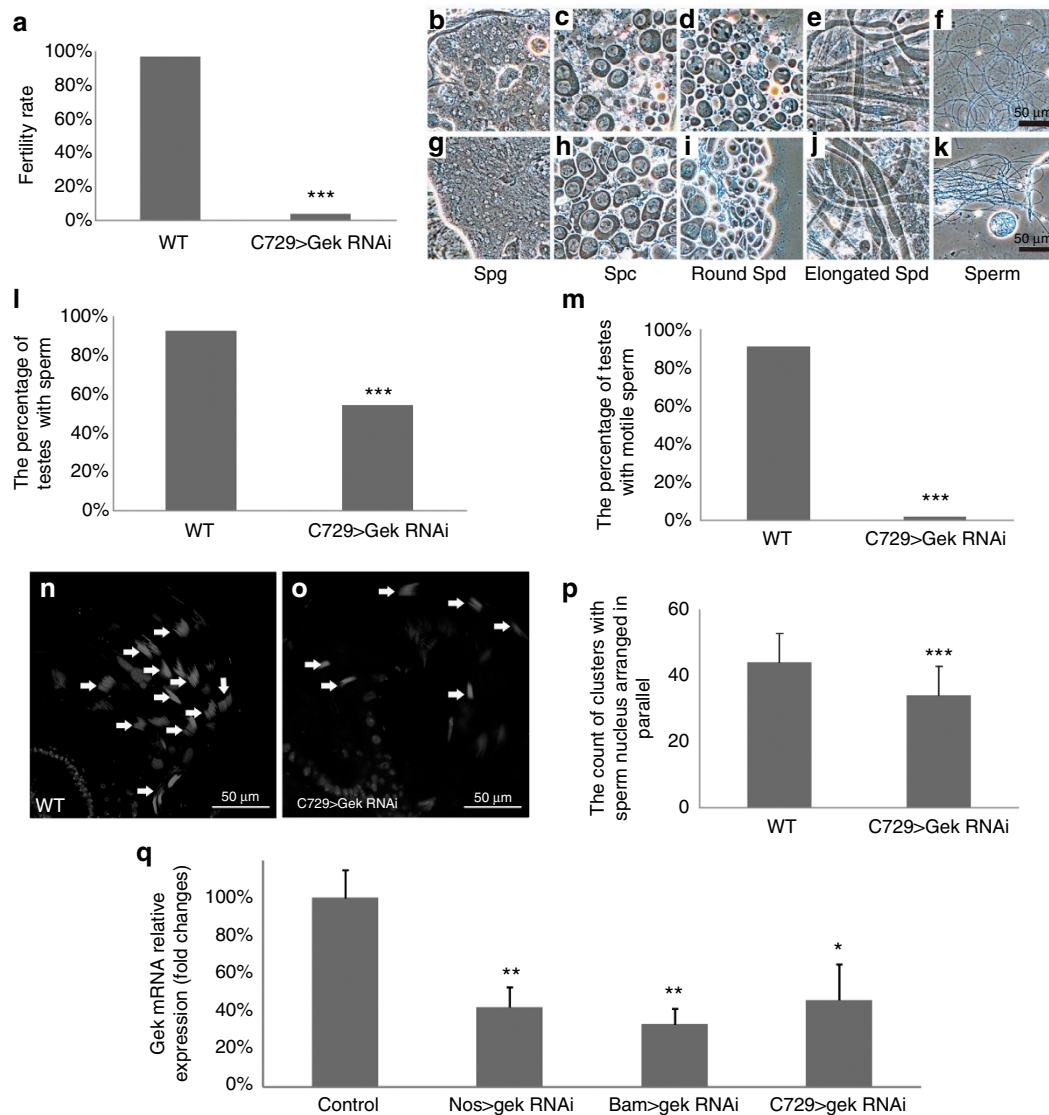 a
Fertility rate
100%
80%
60%
40%
20%
0%
***
WT
C729>Gek RNAi
b
c
d
e
f
50 µm
g
h
i
j
k
50 µm
Spg
Spc
Round Spd
Elongated Spd
Sperm
l
The percentage of
testes with sperm
100%
80%
60%
40%
20%
0%
***
WT
C729>Gek RNAi
m
The percentage of testes
with motile sperm
100%
80%
60%
40%
20%
0%
***
WT
C729>Gek RNAi
n
WT
50 µm
o
C729>Gek RNAi
50 µm
p
The count of clusters with
sperm nucleus arranged in
parallel
60
40
20
0
***
WT
C729>Gek RNAi
q
Gek mRNA relative
expression (fold changes)
100%
80%
60%
40%
20%
0%
**
**
*
Control
Nos>gek RNAi
Bam>gek RNAi
C729>gek RNAi